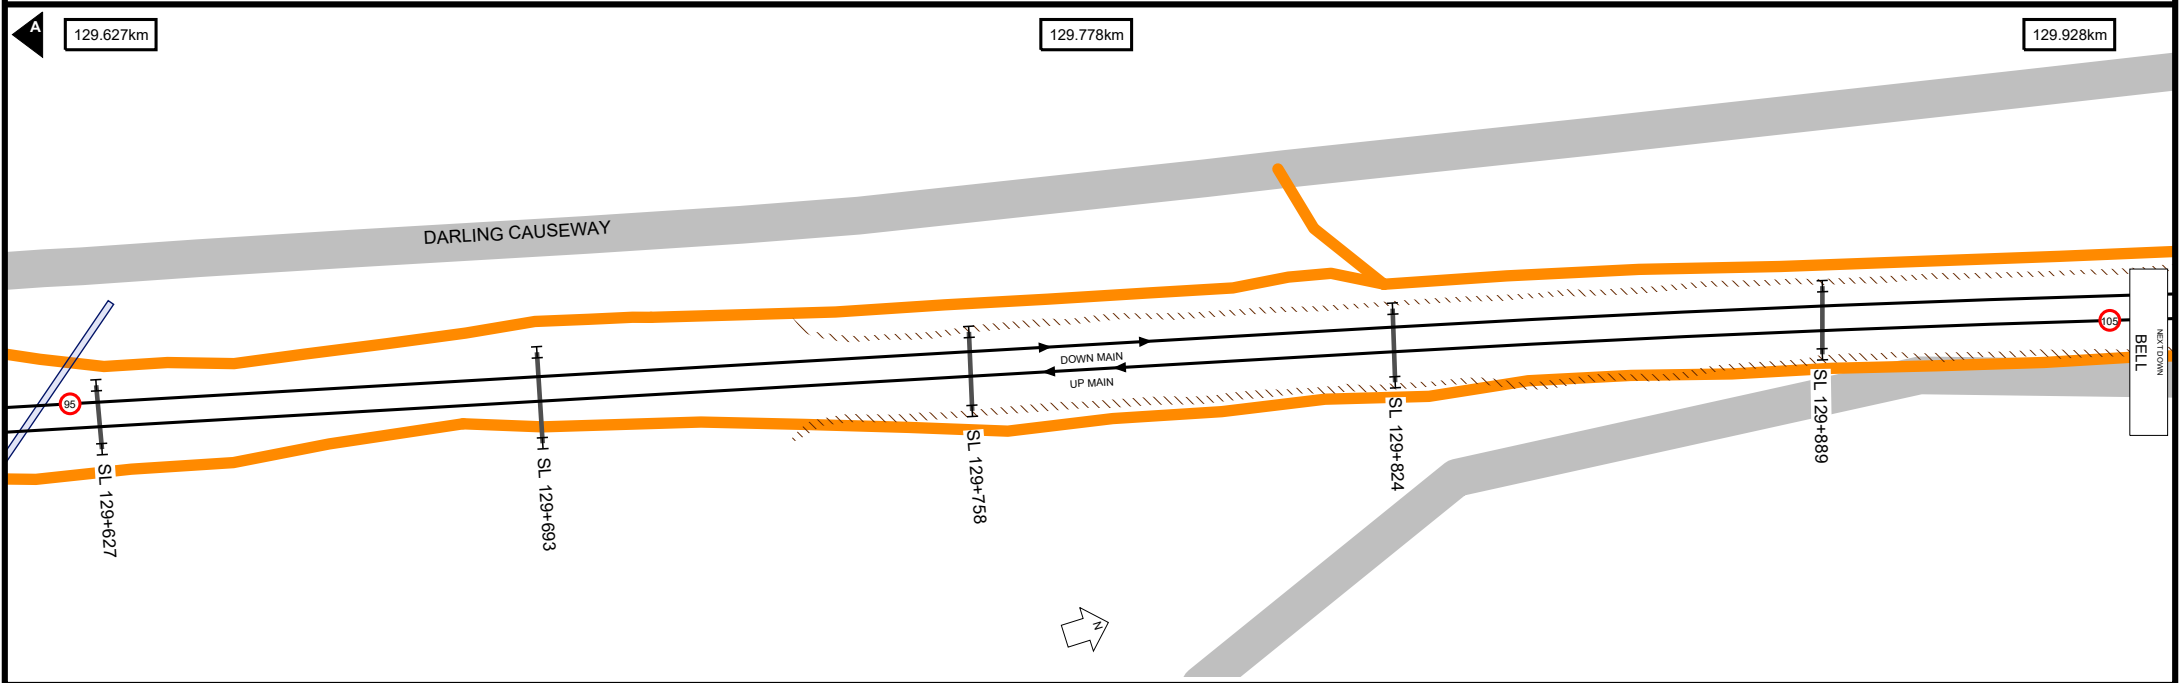 A
129.627km
129.778km
129.928km
DARLING CAUSEWAY
DOWN MAIN
UP MAIN
95
105
NEXT DOWN
BELL
SL 129+627
SL 129+693
SL 129+758
SL 129+824
SL 129+889
N